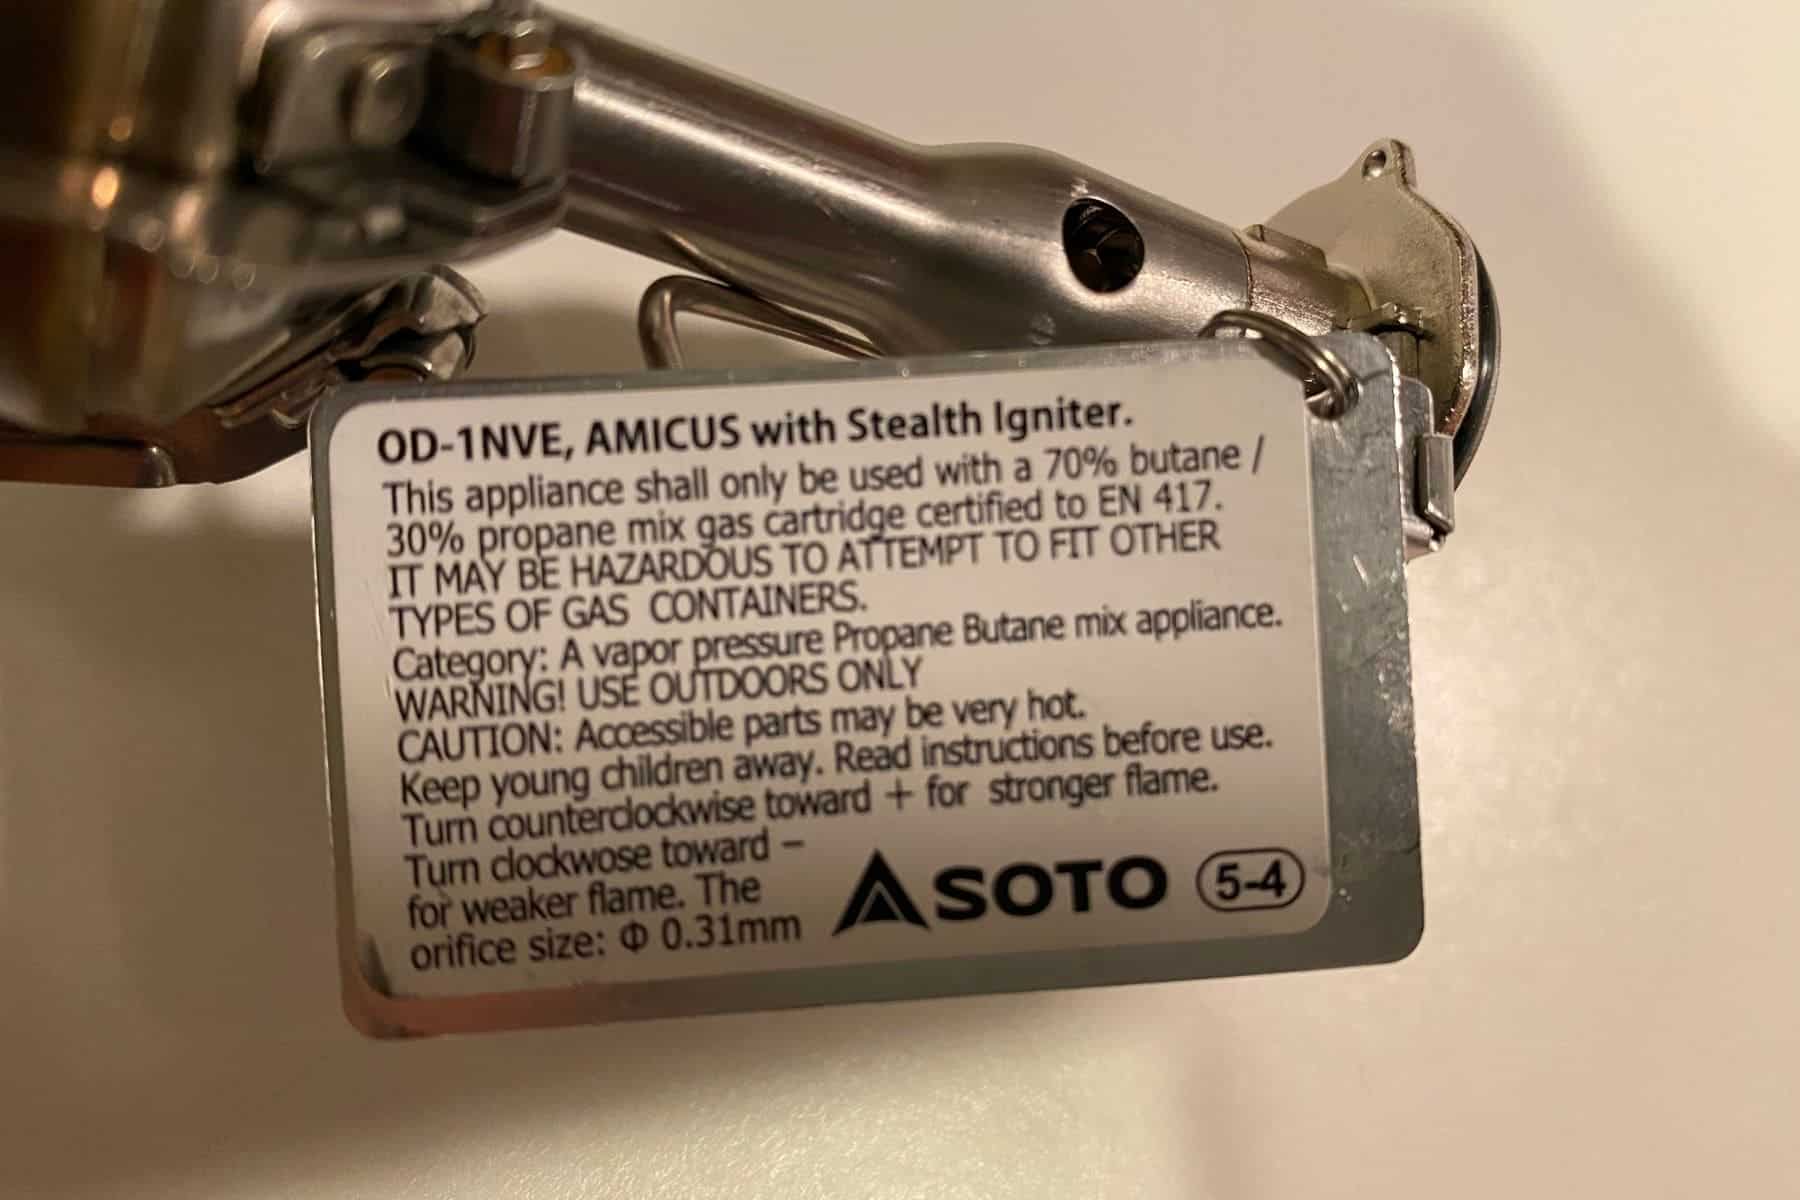 OD-1NVE, AMICUS with Stealth Igniter.
This appliance shall only be used with a 70% butane /
30% propane mix gas cartridge certified to EN 417.
IT MAY BE HAZARDOUS TO ATTEMPT TO FIT OTHER
TYPES OF GAS CONTAINERS.
Category: A vapor pressure Propane Butane mix appliance.
WARNING! USE OUTDOORS ONLY
CAUTION: Accessible parts may be very hot.
Keep young children away. Read instructions before use.
Turn counterclockwise toward + for stronger flame.
Turn clockwose toward –
for weaker flame. The
orifice size: Φ 0.31mm
SOTO 5-4